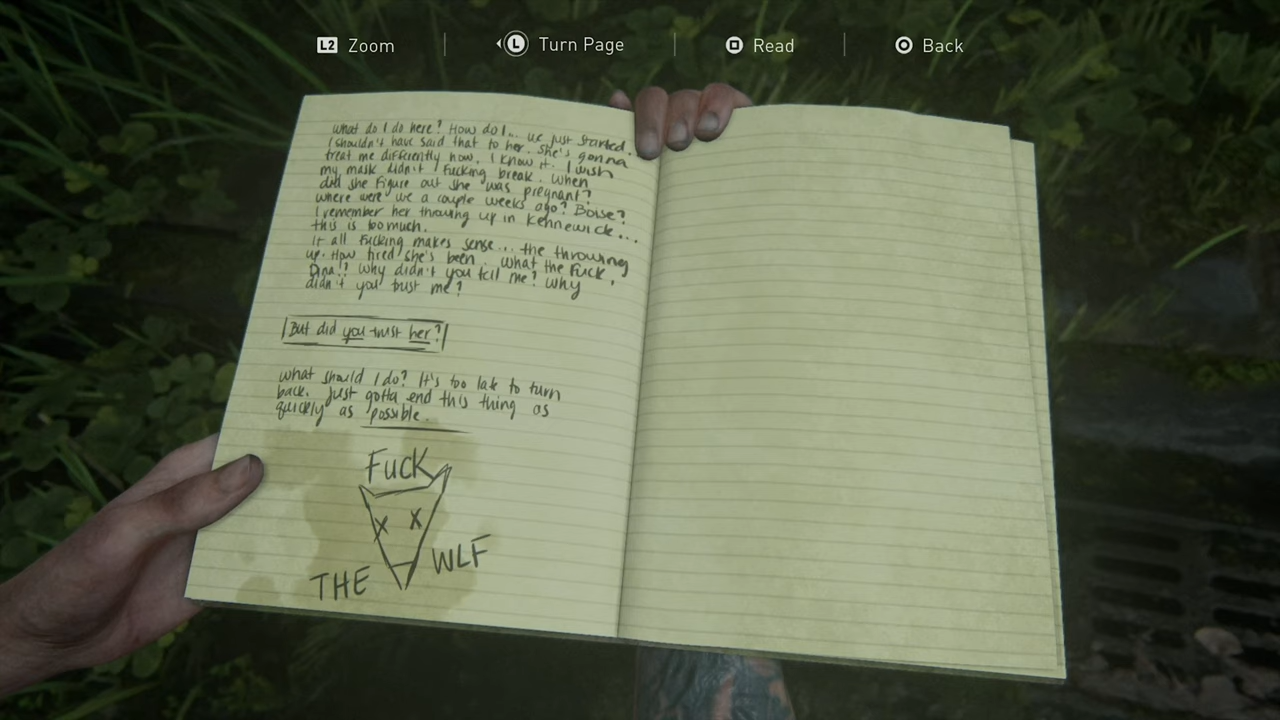 L2 Zoom
L Turn Page
Read
Back
What do I do here? How do I... we just started.
I shouldn't have said that to her. She's gonna
treat me differently now. I know it. I wish
my mask didn't fucking break. When
did she figure out she was pregnant?
Where were we a couple weeks ago? Boise?
I remember her throwing up in Kennewick...
this is too much.
It all fucking makes sense... the throwing
up. How tired she's been. What the fuck,
Dina!! Why didn't you tell me? Why
didn't you trust me?
But did you trust her?
What should I do? It's too late to turn
back. Just gotta end this thing as
quickly as possible.
FUCK
THE
WLF